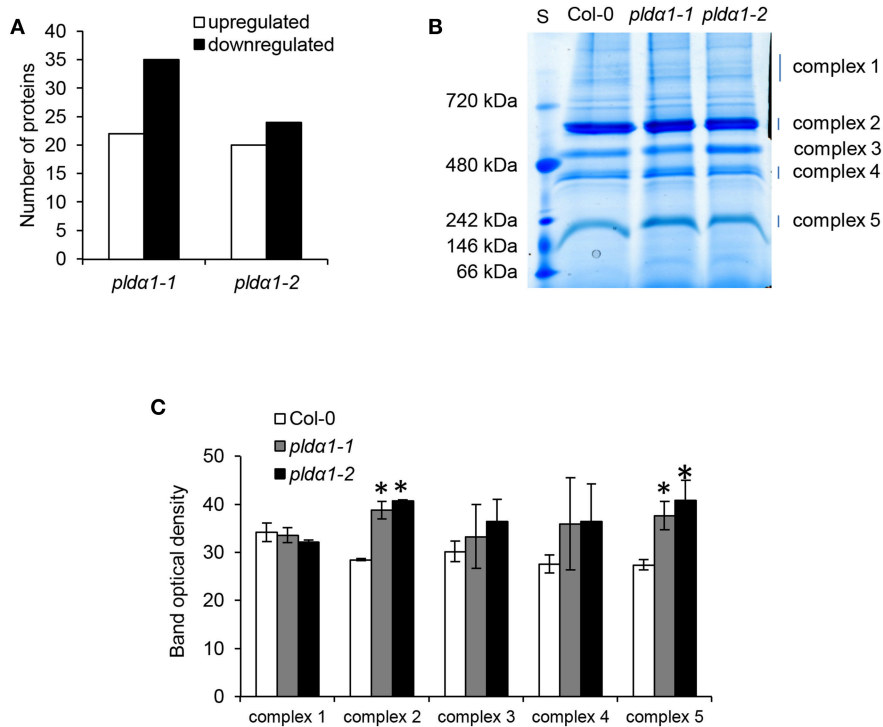 A
upregulated
downregulated
Number of proteins
40
35
30
25
20
15
10
5
0
pldα1-1
pldα1-2
B
S Col-0 pldα1-1 pldα1-2
720 kDa
480 kDa
242 kDa
146 kDa
66 kDa
complex 1
complex 2
complex 3
complex 4
complex 5
C
Col-0
pldα1-1
pldα1-2
Band optical density
50
40
30
20
10
0
* *
* *
complex 1 complex 2 complex 3 complex 4 complex 5